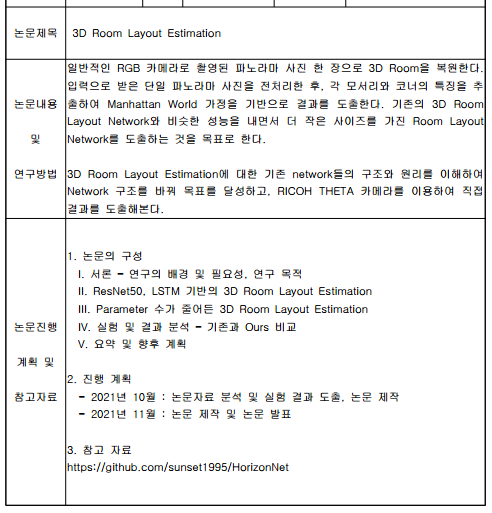 논문제목
3D Room Layout Estimation
논문내용
및
연구방법
일반적인 RGB 카메라로 촬영된 파노라마 사진 한 장으로 3D Room을 복원한다.
입력으로 받은 단일 파노라마 사진을 전처리한 후, 각 모서리와 코너의 특징을 추
출하여 Manhattan World 가정을 기반으로 결과를 도출한다. 기존의 3D Room
Layout Network와 비슷한 성능을 내면서 더 작은 사이즈를 가진 Room Layout
Network를 도출하는 것을 목표로 한다.
3D Room Layout Estimation에 대한 기존 network들의 구조와 원리를 이해하여
Network 구조를 바꿔 목표를 달성하고, RICOH THETA 카메라를 이용하여 직접
결과를 도출해본다.
논문진행
계획 및
참고자료
1. 논문의 구성
I. 서론 - 연구의 배경 및 필요성, 연구 목적
II. ResNet50, LSTM 기반의 3D Room Layout Estimation
III. Parameter 수가 줄어든 3D Room Layout Estimation
IV. 실험 및 결과 분석 - 기존과 Ours 비교
V. 요약 및 향후 계획
2. 진행 계획
- 2021년 10월 : 논문자료 분석 및 실험 결과 도출, 논문 제작
- 2021년 11월 : 논문 제작 및 논문 발표
3. 참고 자료
https://github.com/sunset1995/HorizonNet